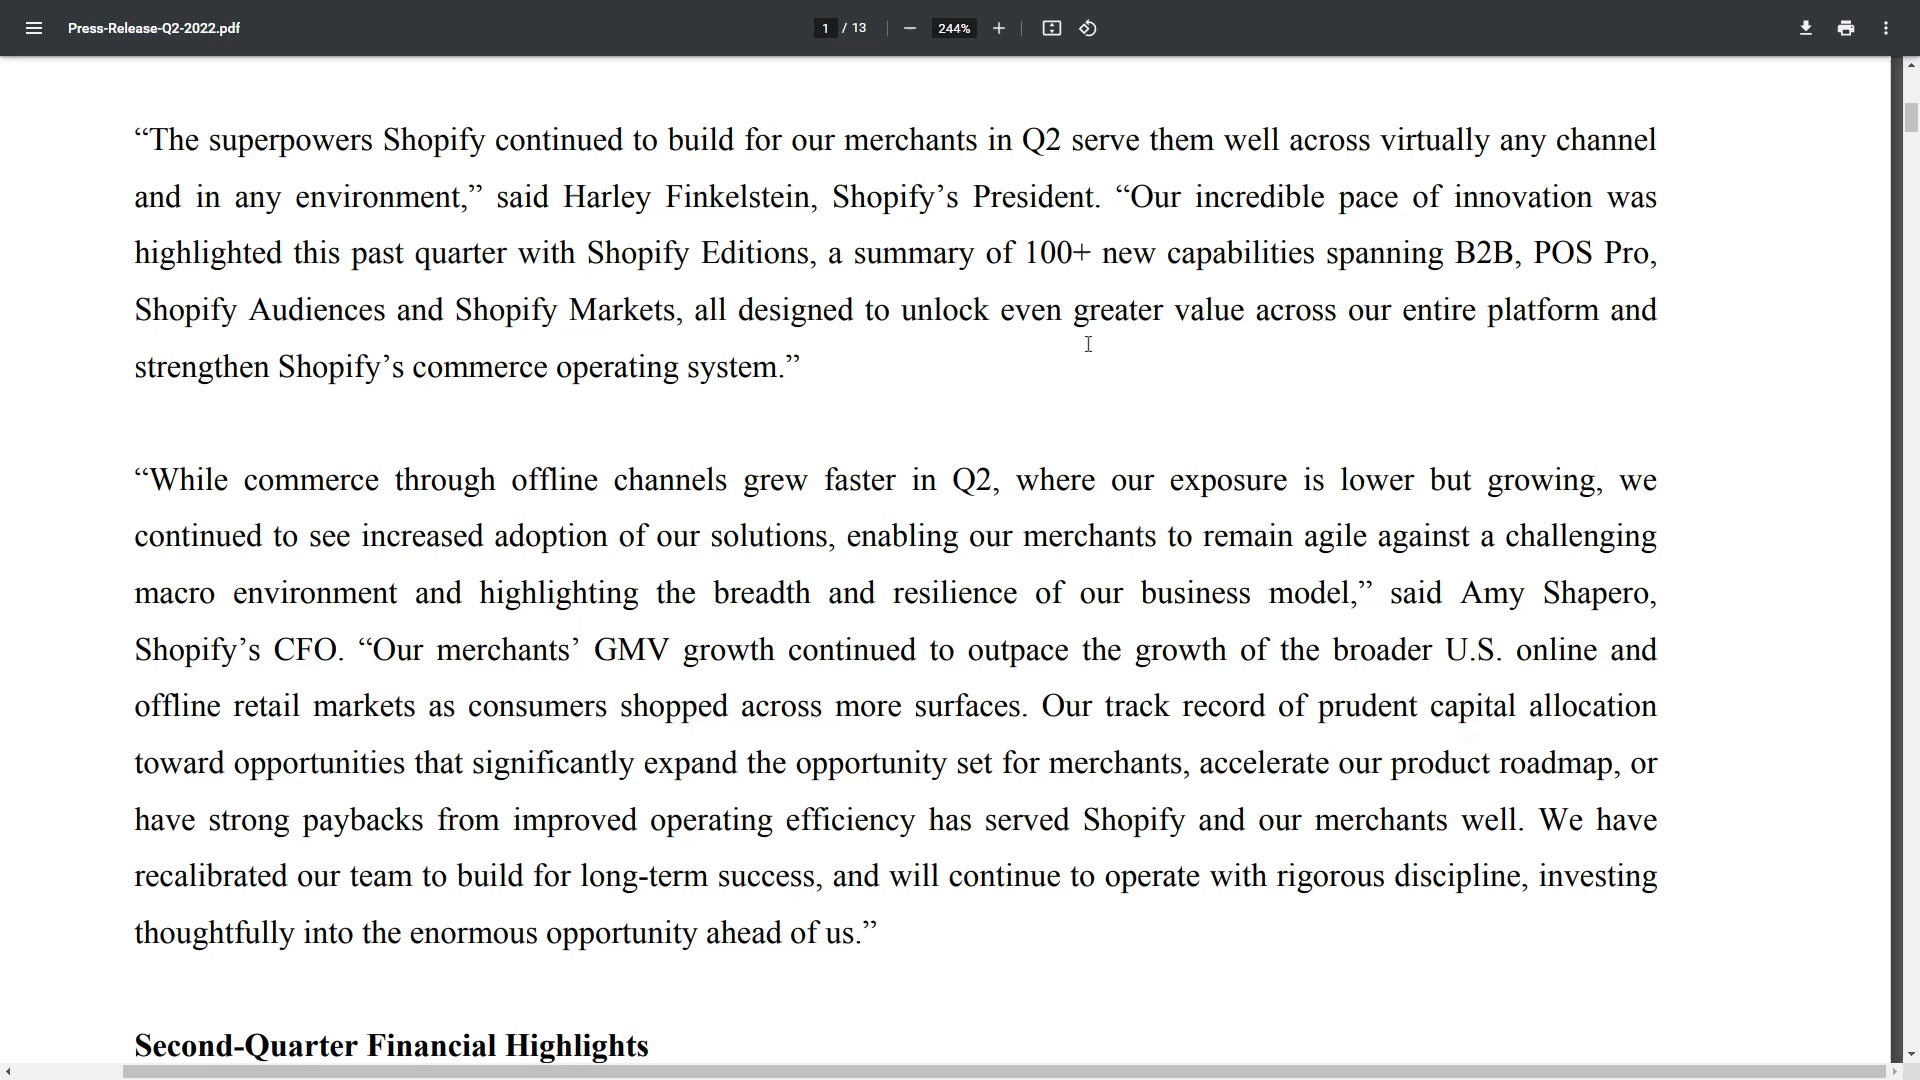 Press-Release-Q2-2022.pdf
1 / 13
244%
“The superpowers Shopify continued to build for our merchants in Q2 serve them well across virtually any channel
and in any environment,” said Harley Finkelstein, Shopify’s President. “Our incredible pace of innovation was
highlighted this past quarter with Shopify Editions, a summary of 100+ new capabilities spanning B2B, POS Pro,
Shopify Audiences and Shopify Markets, all designed to unlock even greater value across our entire platform and
strengthen Shopify’s commerce operating system.”
“While commerce through offline channels grew faster in Q2, where our exposure is lower but growing, we
continued to see increased adoption of our solutions, enabling our merchants to remain agile against a challenging
macro environment and highlighting the breadth and resilience of our business model,” said Amy Shapero,
Shopify’s CFO. “Our merchants’ GMV growth continued to outpace the growth of the broader U.S. online and
offline retail markets as consumers shopped across more surfaces. Our track record of prudent capital allocation
toward opportunities that significantly expand the opportunity set for merchants, accelerate our product roadmap, or
have strong paybacks from improved operating efficiency has served Shopify and our merchants well. We have
recalibrated our team to build for long-term success, and will continue to operate with rigorous discipline, investing
thoughtfully into the enormous opportunity ahead of us.”
Second-Quarter Financial Highlights